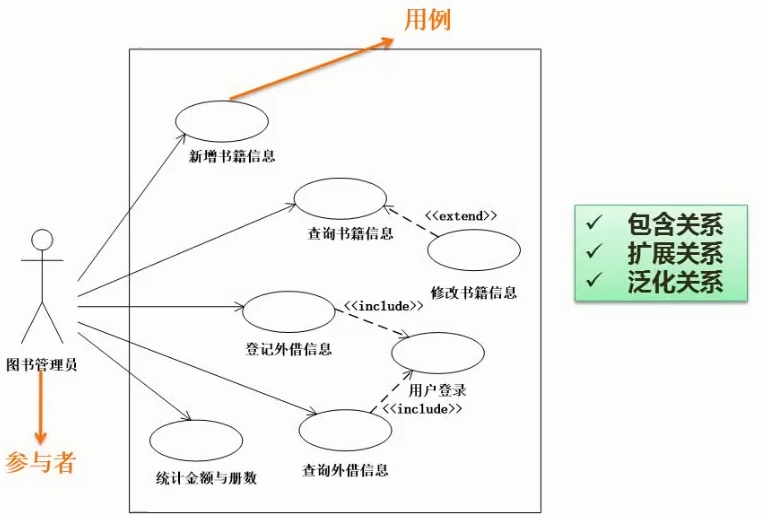 用例
新增书籍信息
<<extend>>
查询书籍信息
修改书籍信息
<<include>>
登记外借信息
图书管理员
用户登录
<<include>>
参与者
统计金额与册数
查询外借信息
✓ 包含关系
✓ 扩展关系
✓ 泛化关系